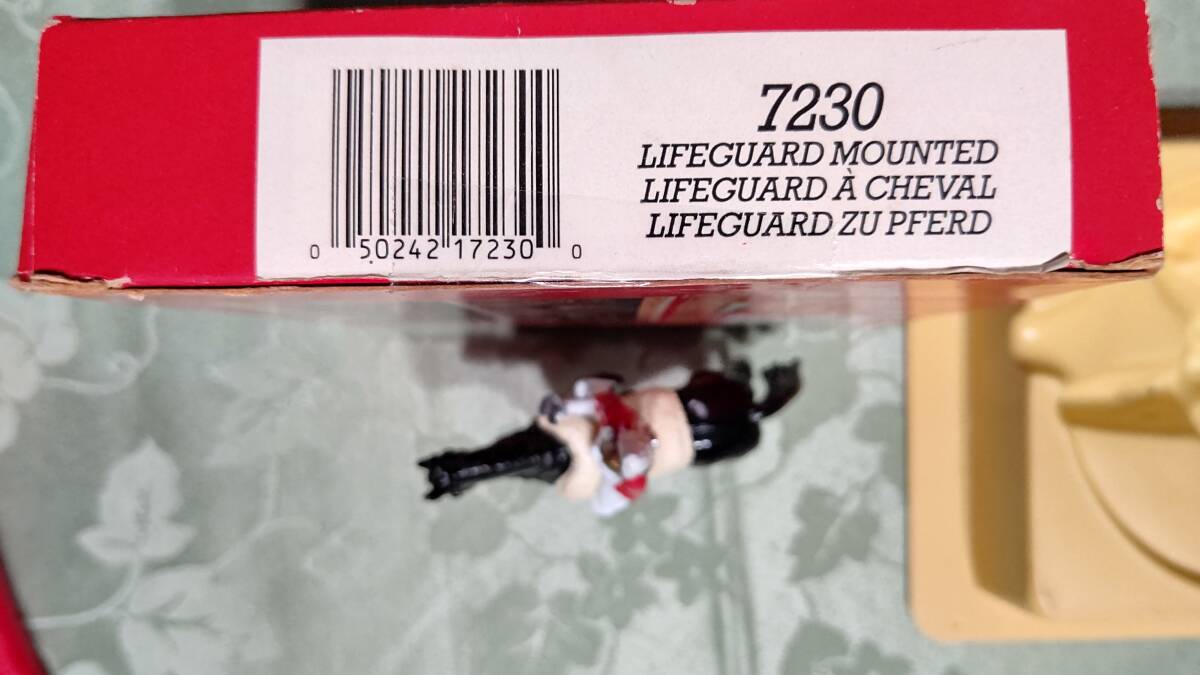 7230
LIFEGUARD MOUNTED
LIFEGUARD À CHEVAL
LIFEGUARD ZU PFERD
0 50242 17230 0